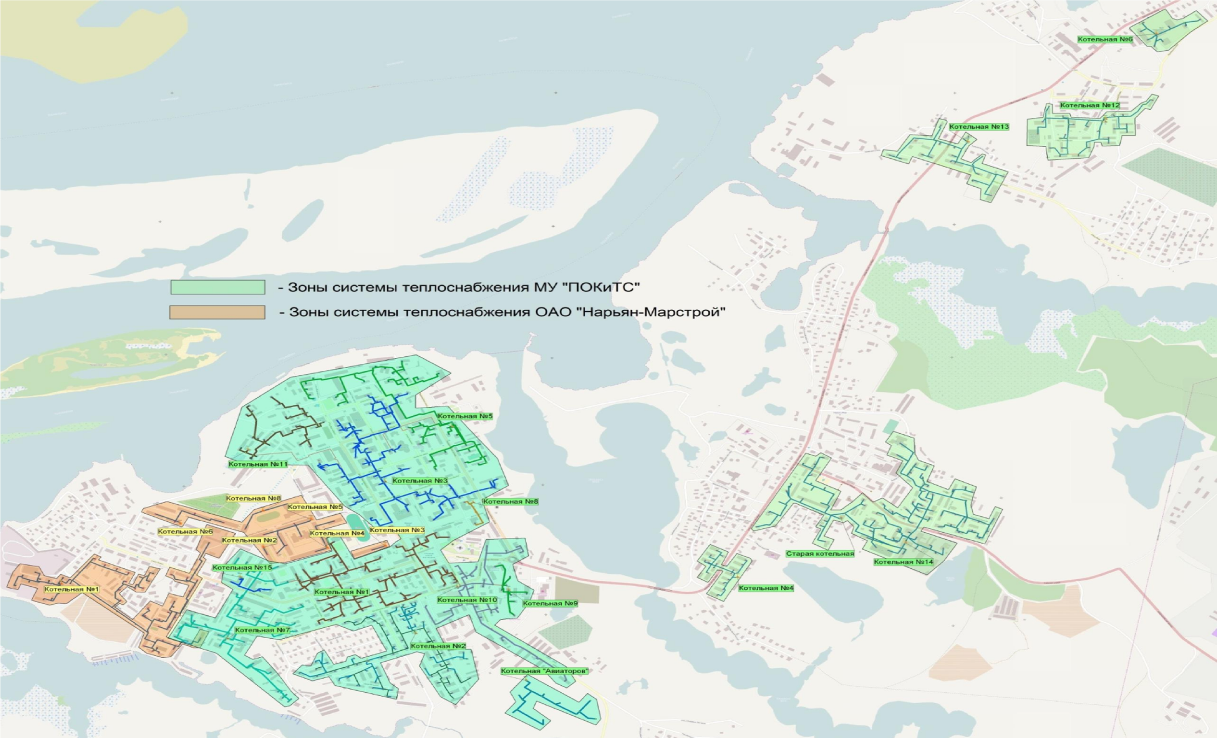 Котельная №6
Котельная №12
Котельная №13
- Зоны системы теплоснабжения МУ "ПОКиТС"
- Зоны системы теплоснабжения ОАО "Нарьян-Марстрой"
Котельная №5
Котельная №11
Котельная №3
Котельная №8
Котельная №8
Котельная №5
Котельная №6
Котельная №4
Котельная №3
Котельная №2
Старая котельная
Котельная №14
Котельная №15
Котельная №1
Котельная №1
Котельная №4
Котельная №10
Котельная №9
Котельная №7
Котельная №2
Котельная "Авиаторов"